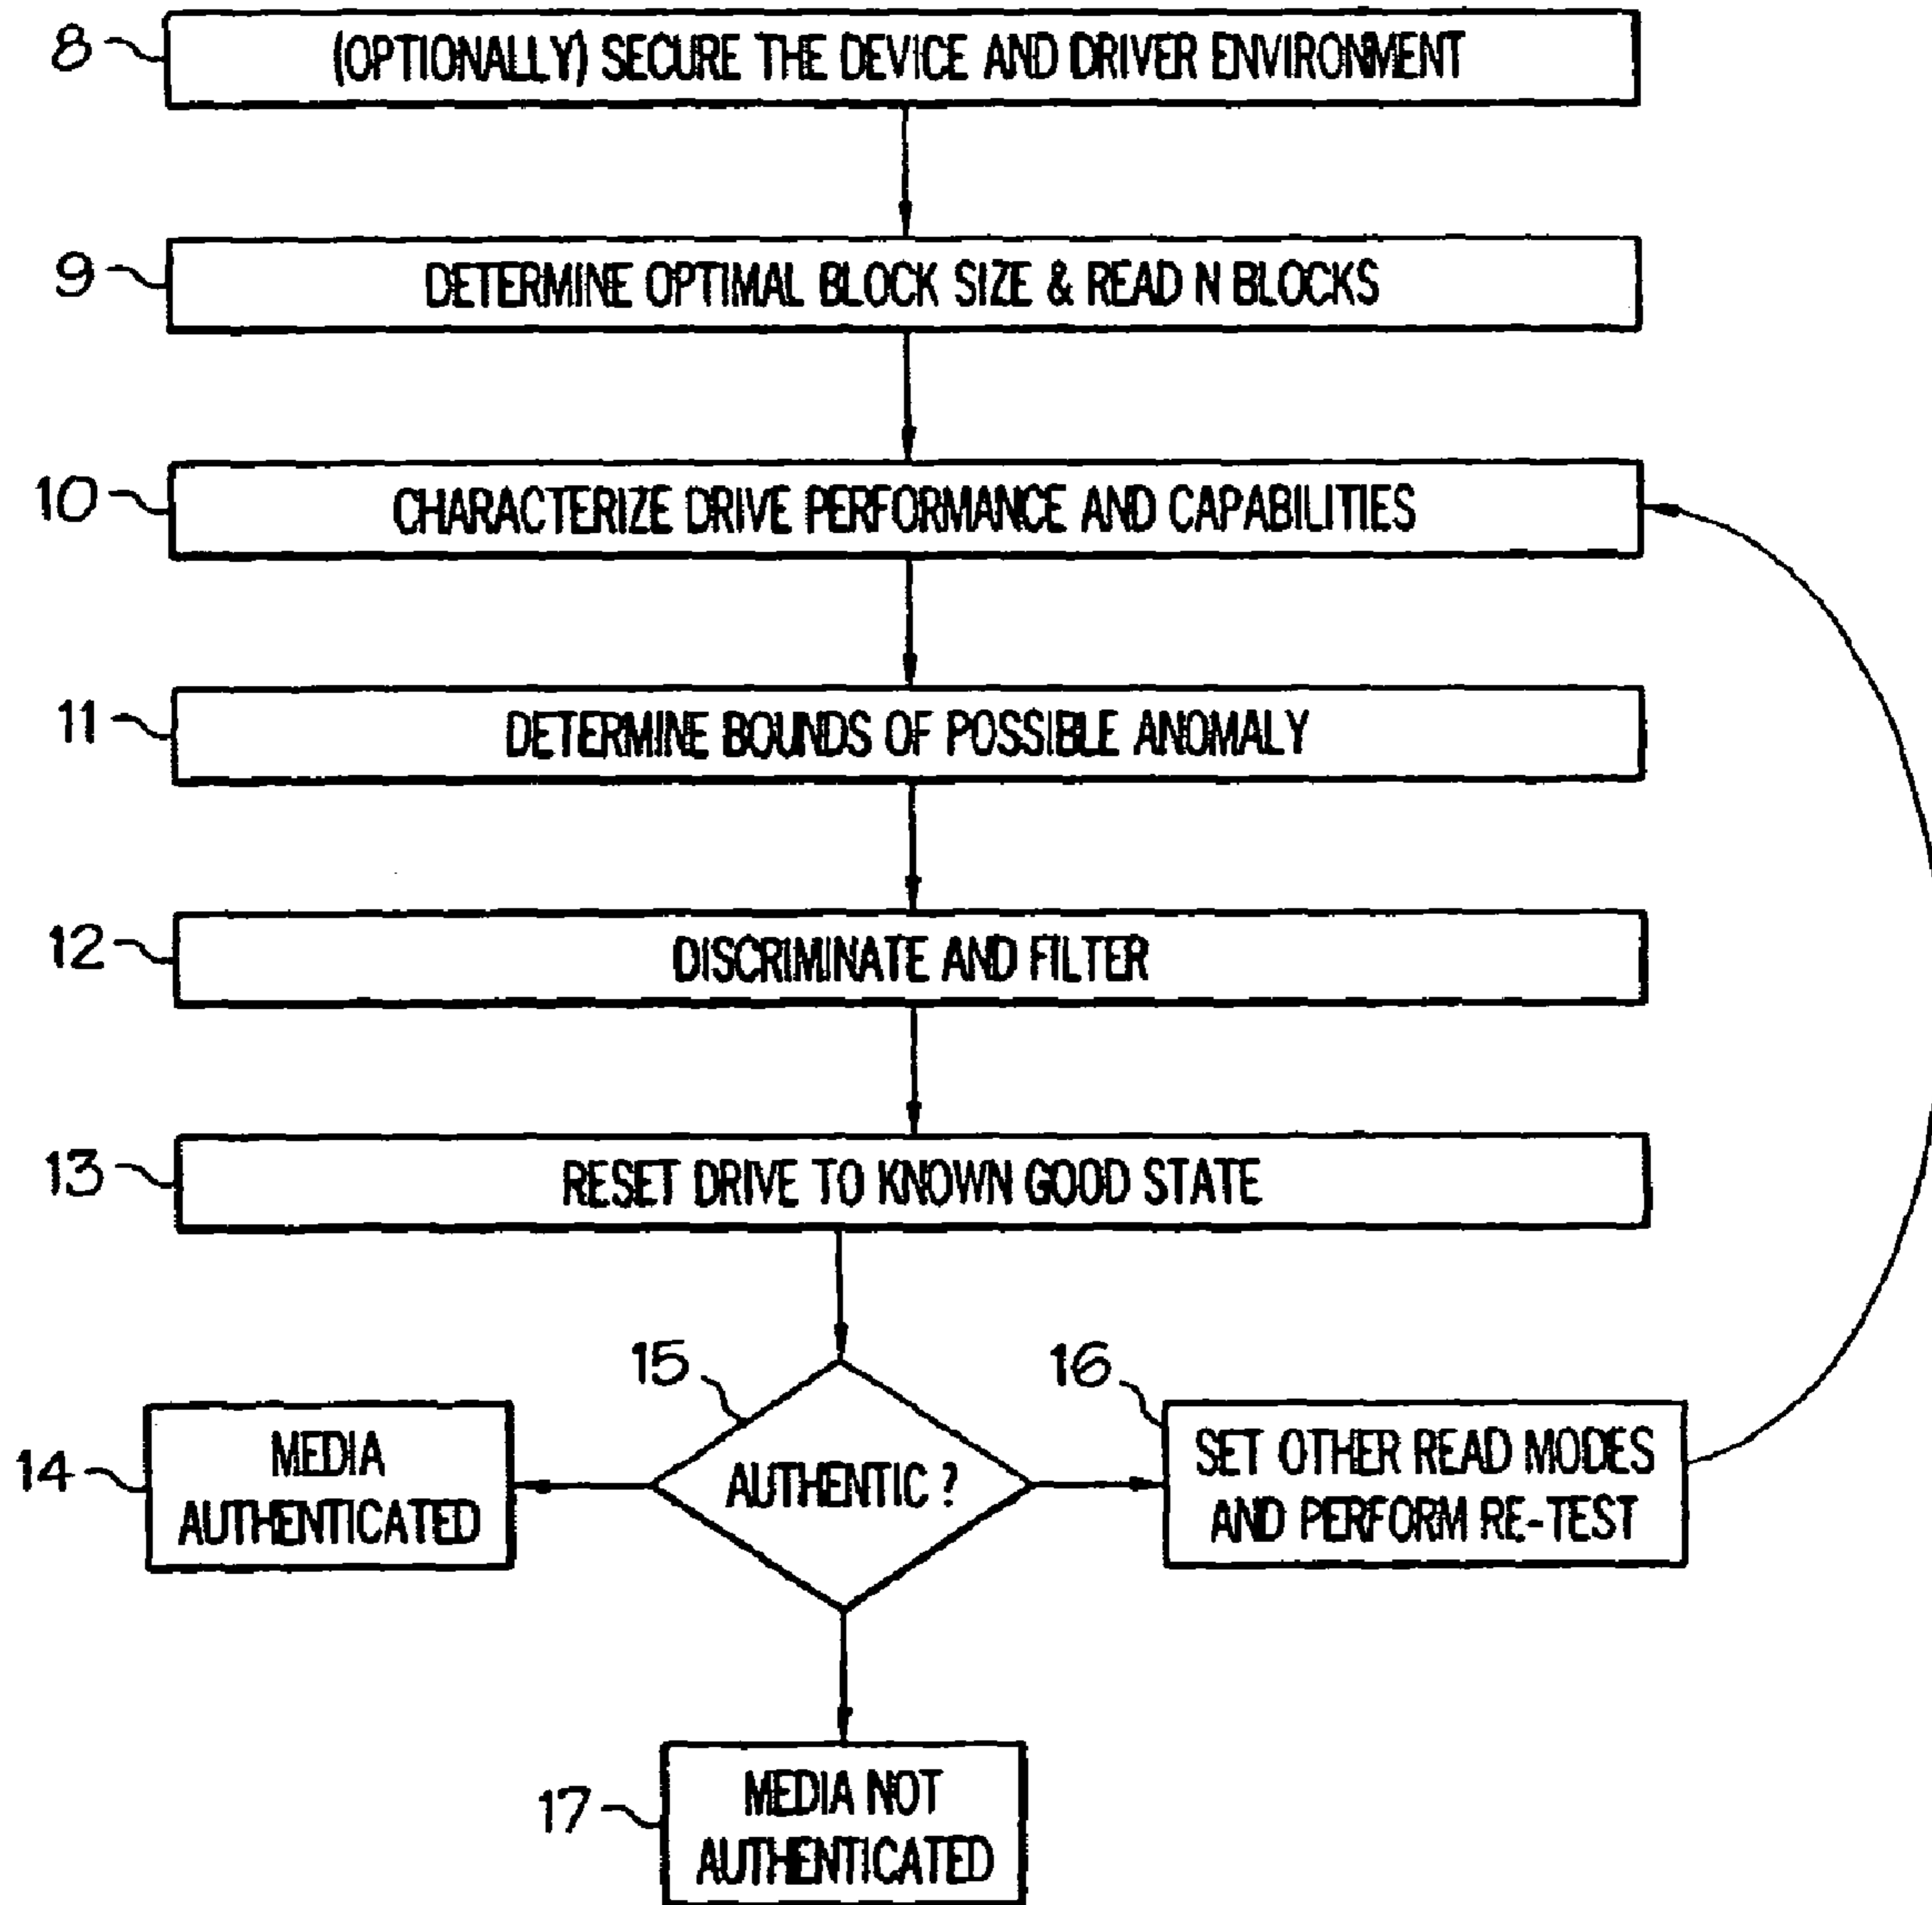 8
(OPTIONALLY) SECURE THE DEVICE AND DRIVER ENVIRONMENT
9
DETERMINE OPTIMAL BLOCK SIZE & READ N BLOCKS
10
CHARACTERIZE DRIVE PERFORMANCE AND CAPABILITIES
11
DETERMINE BOUNDS OF POSSIBLE ANOMALY
12
DISCRIMINATE AND FILTER
13
RESET DRIVE TO KNOWN GOOD STATE
15
AUTHENTIC ?
14
MEDIA
AUTHENTICATED
16
SET OTHER READ MODES
AND PERFORM RE-TEST
17
MEDIA NOT
AUTHENTICATED